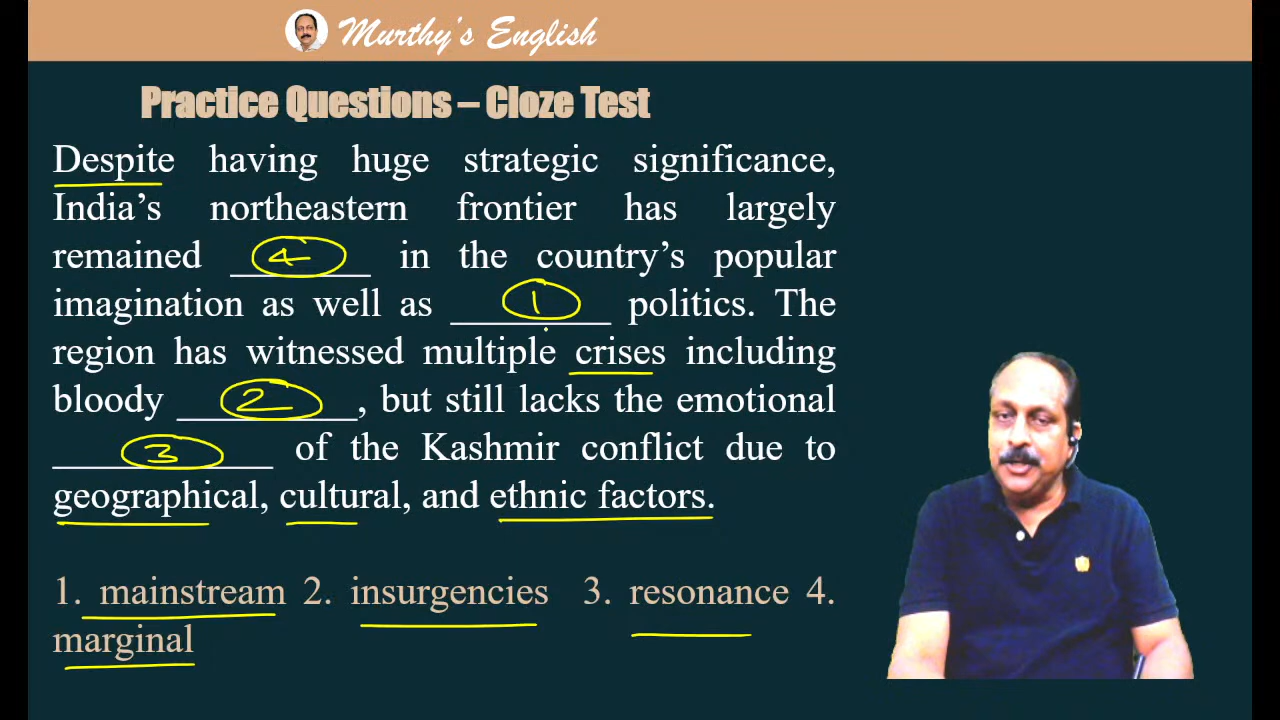 Murthy's English
Practice Questions – Cloze Test
Despite having huge strategic significance,
India's northeastern frontier has largely
remained ___4___ in the country's popular
imagination as well as ___1___ politics. The
region has witnessed multiple crises including
bloody ___2___, but still lacks the emotional
___3___ of the Kashmir conflict due to
geographical, cultural, and ethnic factors.
1. mainstream 2. insurgencies 3. resonance 4.
marginal